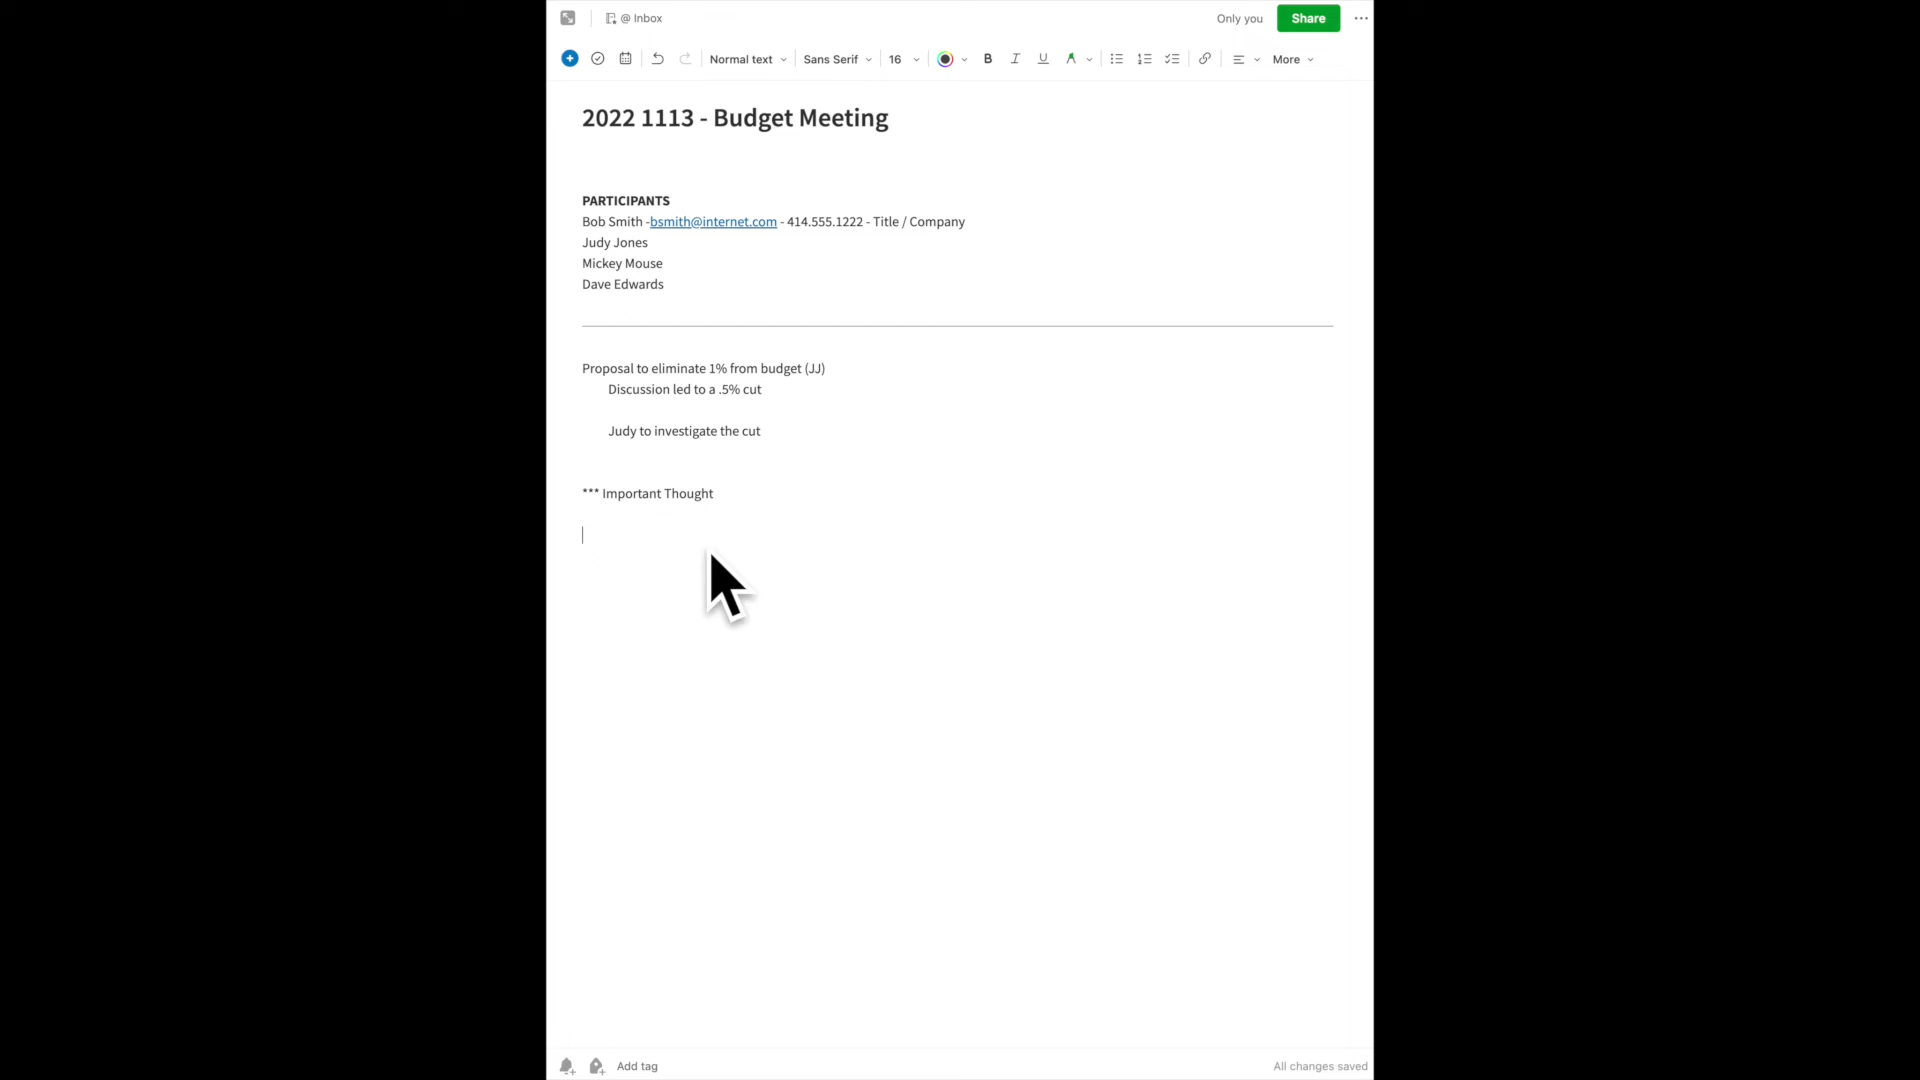 @ Inbox
Only you
Share
Normal text
Sans Serif
16
B
I
U
More
2022 1113 - Budget Meeting
PARTICIPANTS
Bob Smith -bsmith@internet.com - 414.555.1222 - Title / Company
Judy Jones
Mickey Mouse
Dave Edwards
Proposal to eliminate 1% from budget (JJ)
Discussion led to a .5% cut
Judy to investigate the cut
*** Important Thought
Add tag
All changes saved